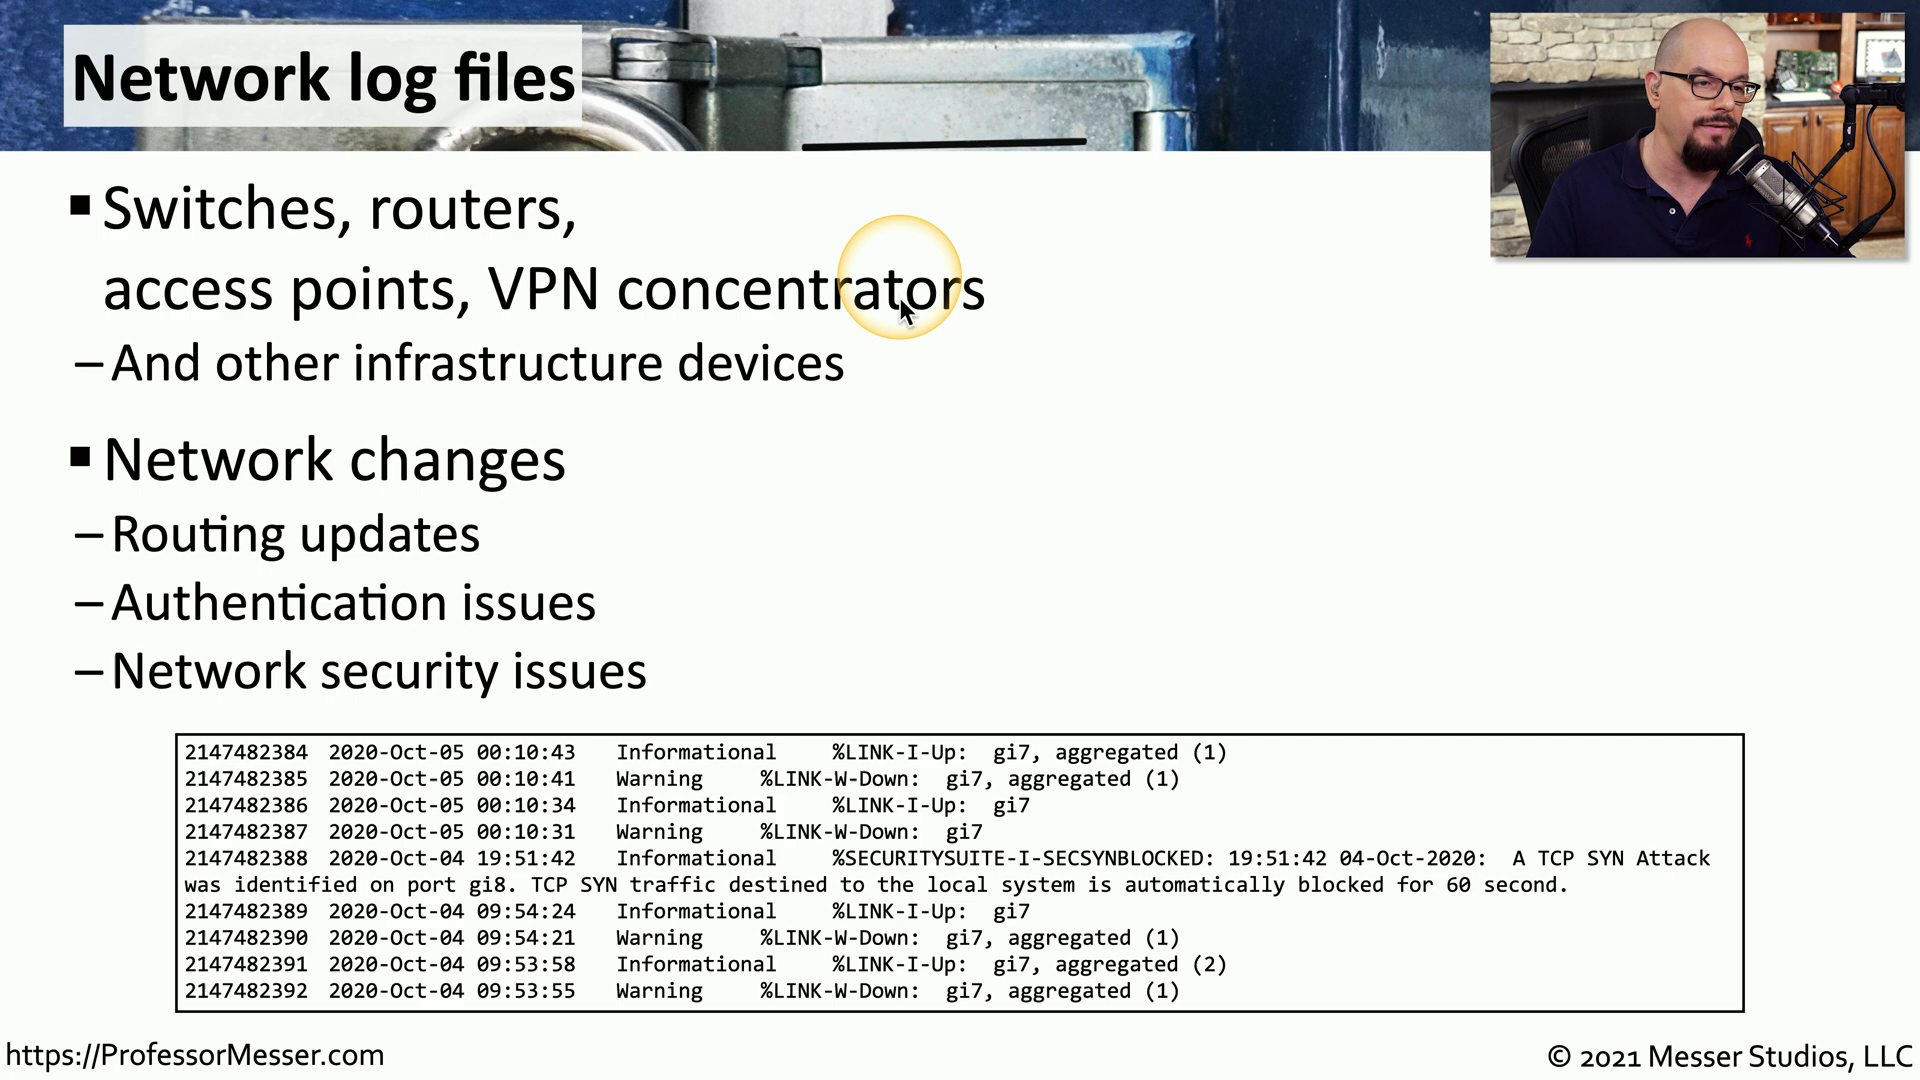 Network log files
▪ Switches, routers,
access points, VPN concentrators
– And other infrastructure devices
▪ Network changes
– Routing updates
– Authentication issues
– Network security issues
2147482384 2020-Oct-05 00:10:43 Informational %LINK-I-Up: gi7, aggregated (1)
2147482385 2020-Oct-05 00:10:41 Warning %LINK-W-Down: gi7, aggregated (1)
2147482386 2020-Oct-05 00:10:34 Informational %LINK-I-Up: gi7
2147482387 2020-Oct-05 00:10:31 Warning %LINK-W-Down: gi7
2147482388 2020-Oct-04 19:51:42 Informational %SECURITYSUITE-I-SECSYNBLOCKED: 19:51:42 04-Oct-2020: A TCP SYN Attack
was identified on port gi8. TCP SYN traffic destined to the local system is automatically blocked for 60 second.
2147482389 2020-Oct-04 09:54:24 Informational %LINK-I-Up: gi7
2147482390 2020-Oct-04 09:54:21 Warning %LINK-W-Down: gi7, aggregated (1)
2147482391 2020-Oct-04 09:53:58 Informational %LINK-I-Up: gi7, aggregated (2)
2147482392 2020-Oct-04 09:53:55 Warning %LINK-W-Down: gi7, aggregated (1)
https://ProfessorMesser.com
© 2021 Messer Studios, LLC